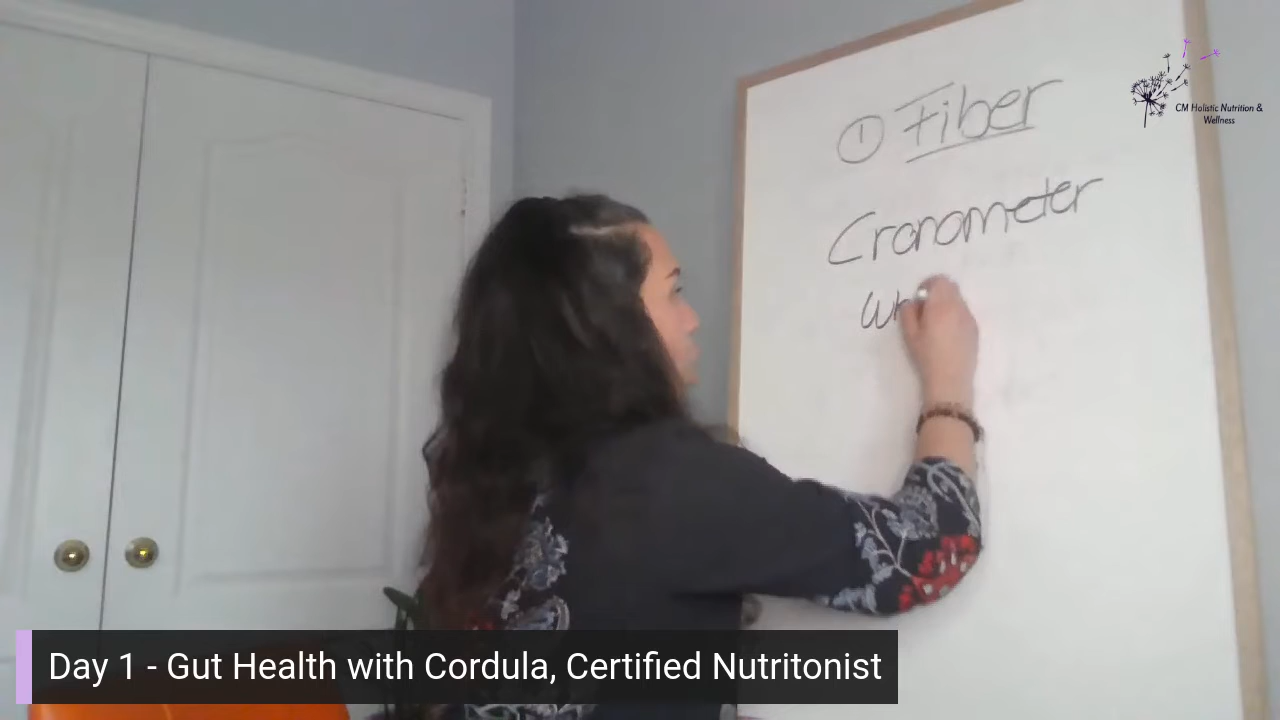 ① Fiber
Cronometer
CM Holistic Nutrition &
Wellness
Day 1 - Gut Health with Cordula, Certified Nutritonist